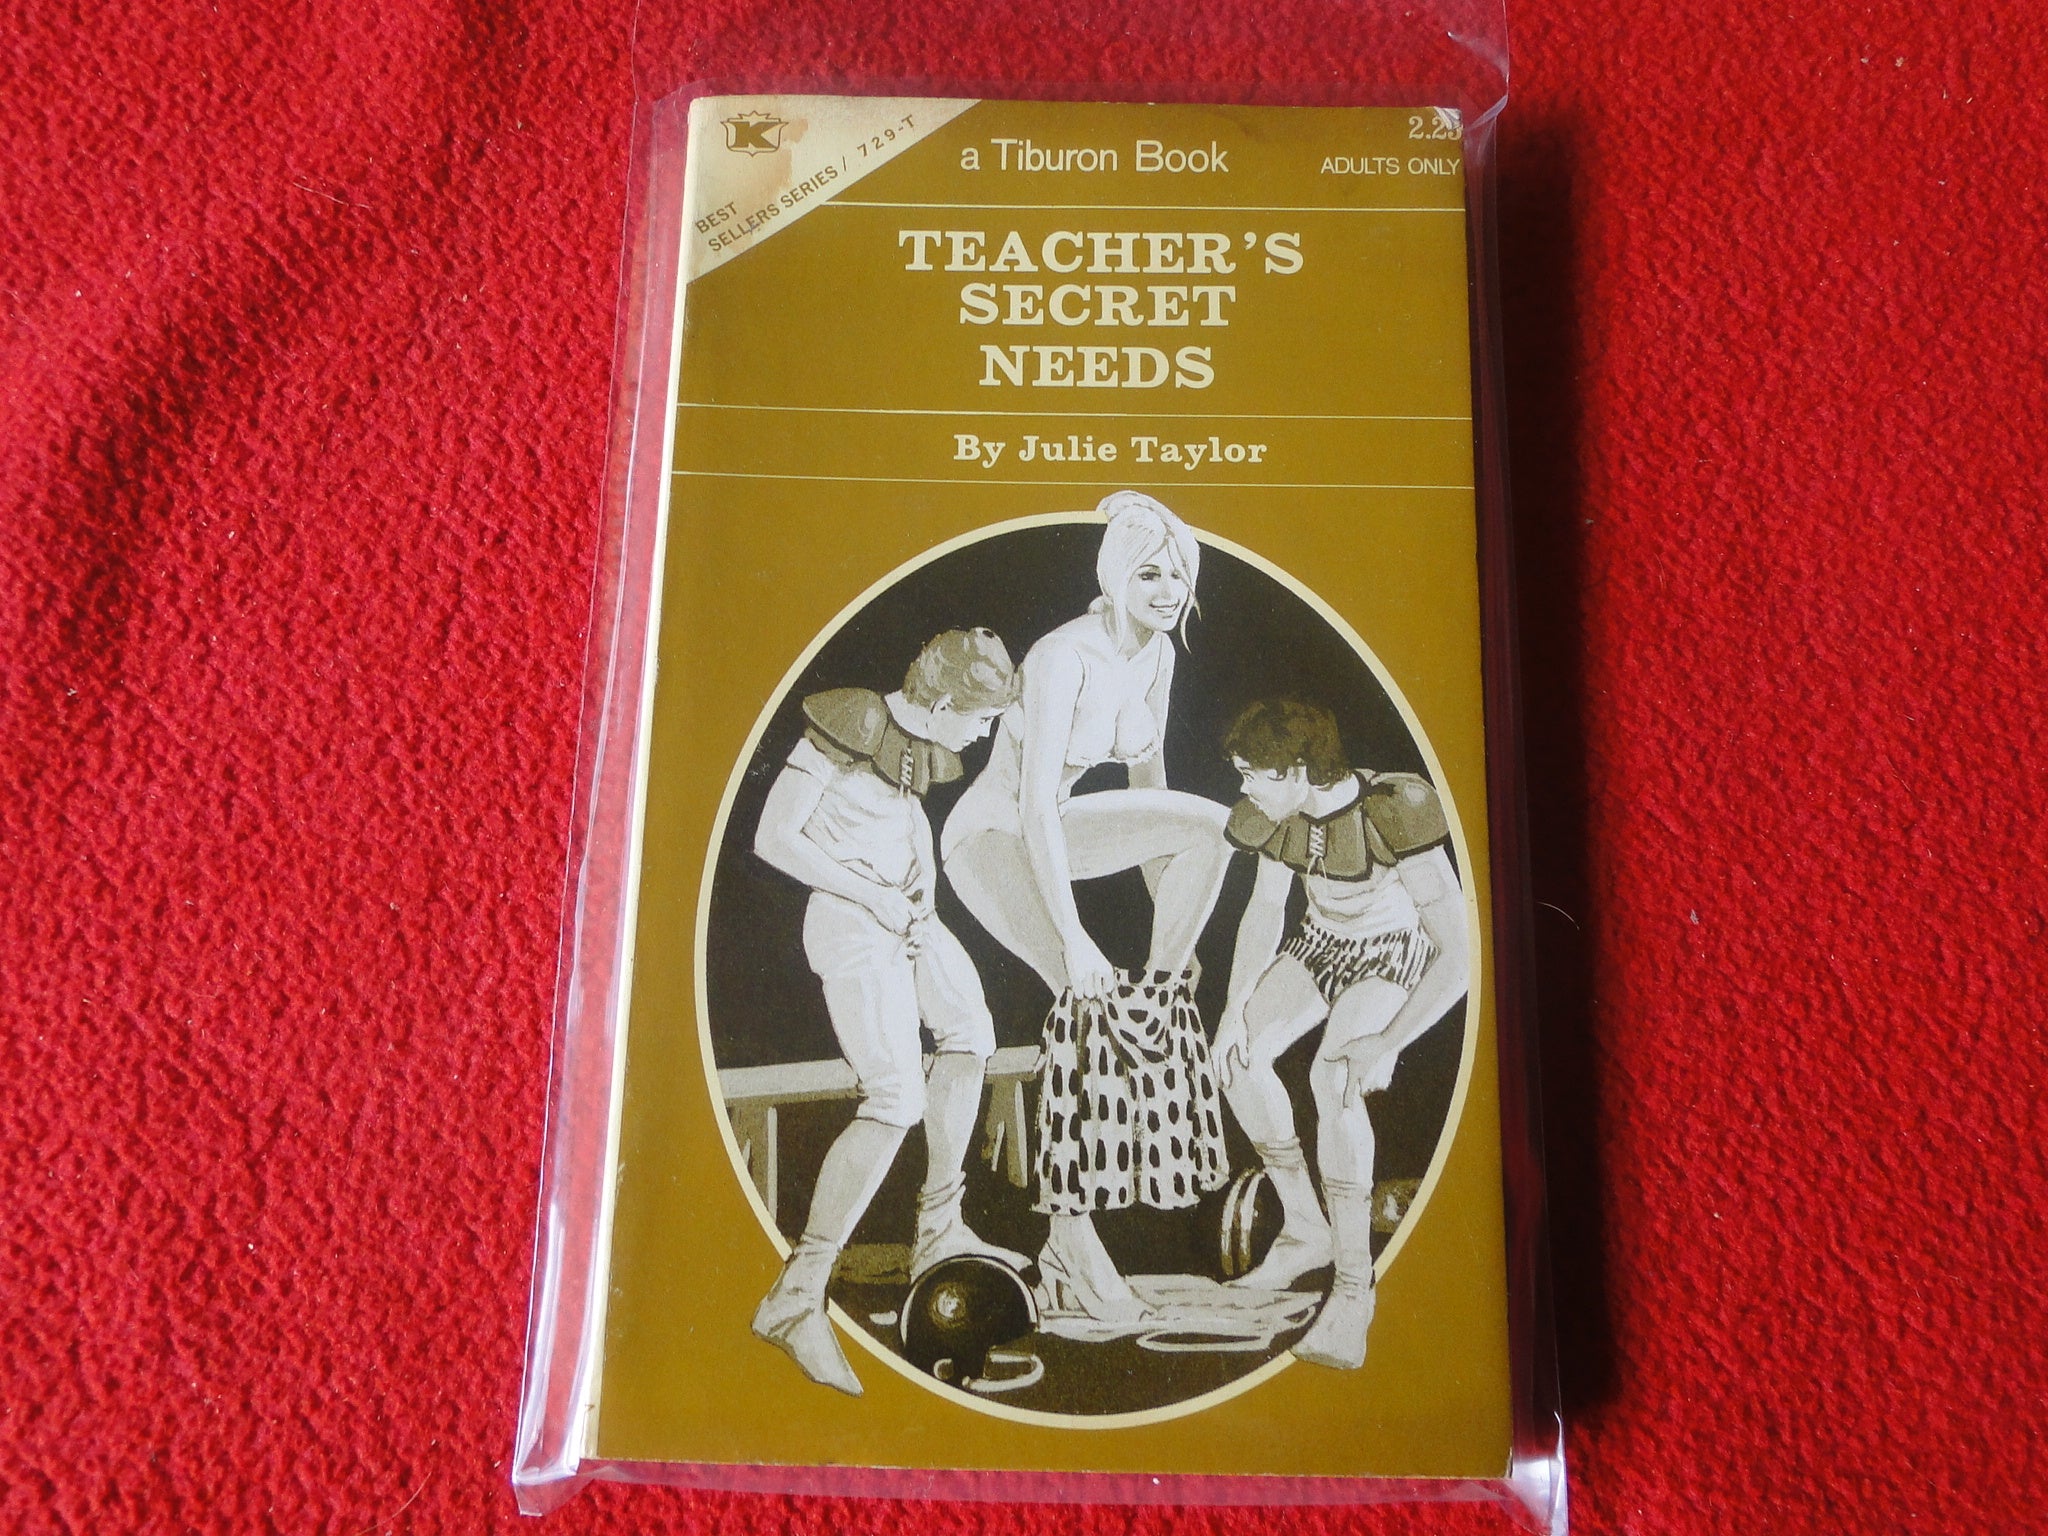 K
BEST
SELLERS SERIES / 729-T
a Tiburon Book
ADULTS ONLY
TEACHER'S
SECRET
NEEDS
By Julie Taylor